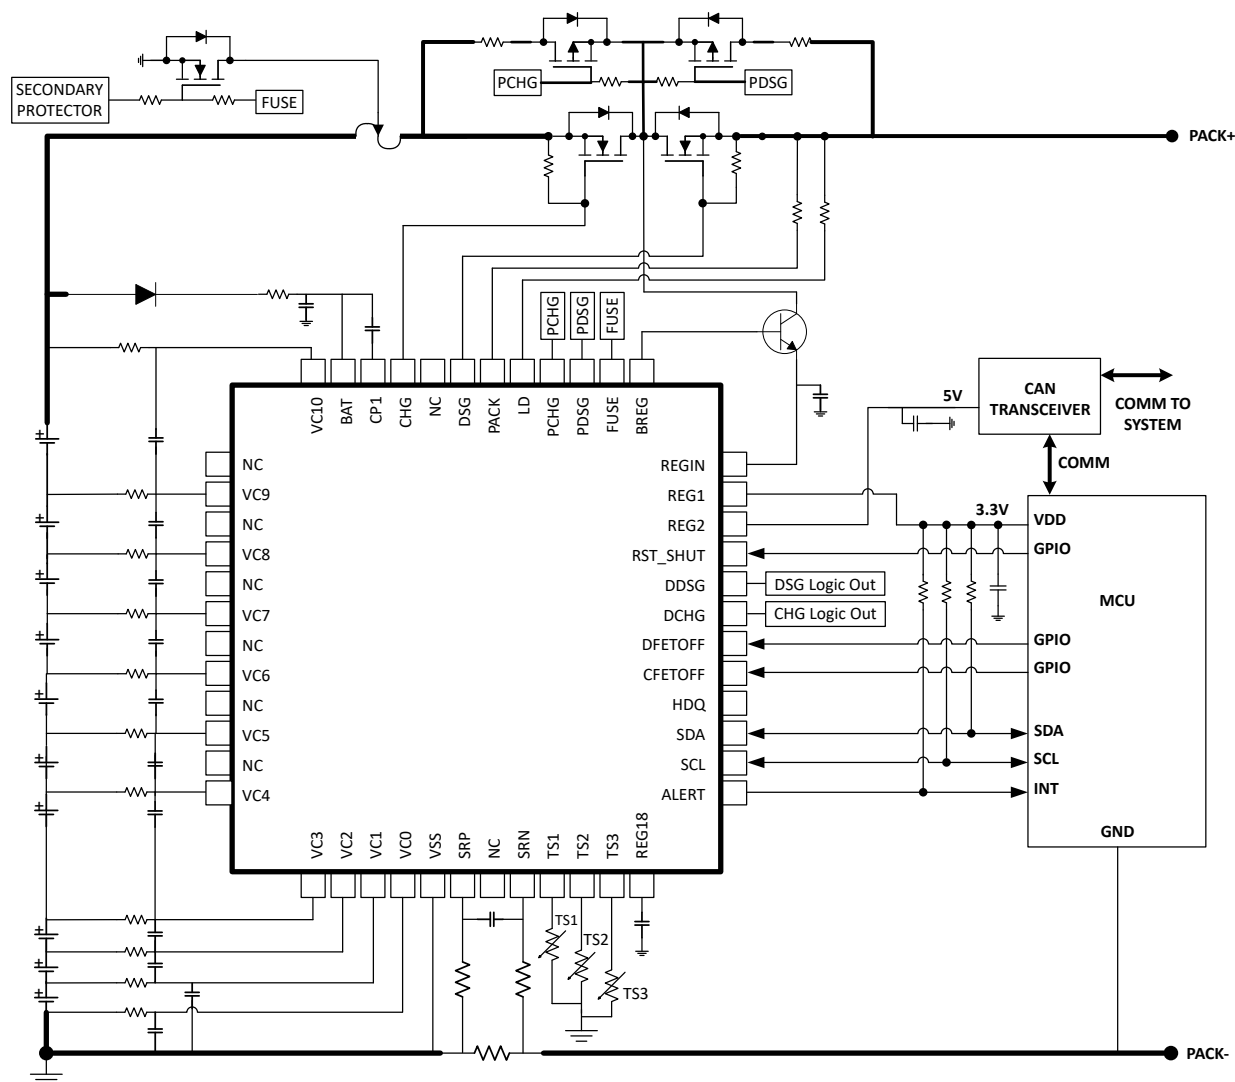 SECONDARY
PROTECTOR
FUSE
PCHG
PDSG
PACK+
PCHG
PDSG
FUSE
VC10
BAT
CP1
CHG
NC
DSG
PACK
LD
PCHG
PDSG
FUSE
BREG
5V
CAN
TRANSCEIVER
COMM TO
SYSTEM
COMM
NC
VC9
NC
VC8
NC
VC7
NC
VC6
NC
VC5
NC
VC4
REGIN
REG1
REG2
RST_SHUT
DDSG
DCHG
DFETOFF
CFETOFF
HDQ
SDA
SCL
ALERT
DSG Logic Out
CHG Logic Out
3.3V
VDD
GPIO
MCU
GPIO
GPIO
SDA
SCL
INT
GND
VC3
VC2
VC1
VC0
VSS
SRP
NC
SRN
TS1
TS2
TS3
REG18
TS1
TS2
TS3
PACK-
+
+
+
+
+
+
+
+
+
+